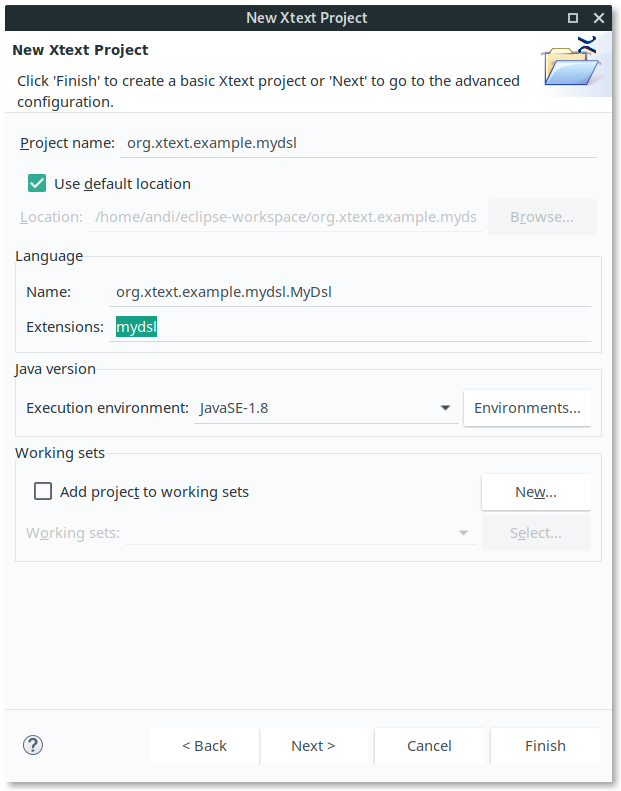 New Xtext Project
New Xtext Project
Click 'Finish' to create a basic Xtext project or 'Next' to go to the advanced
configuration.
Project name: org.xtext.example.mydsl
Use default location
Location: /home/andi/eclipse-workspace/org.xtext.example.myds
Browse...
Language
Name: org.xtext.example.mydsl.MyDsl
Extensions: mydsl
Java version
Execution environment: JavaSE-1.8
Environments...
Working sets
Add project to working sets
New...
Working sets:
Select...
?
< Back
Next >
Cancel
Finish